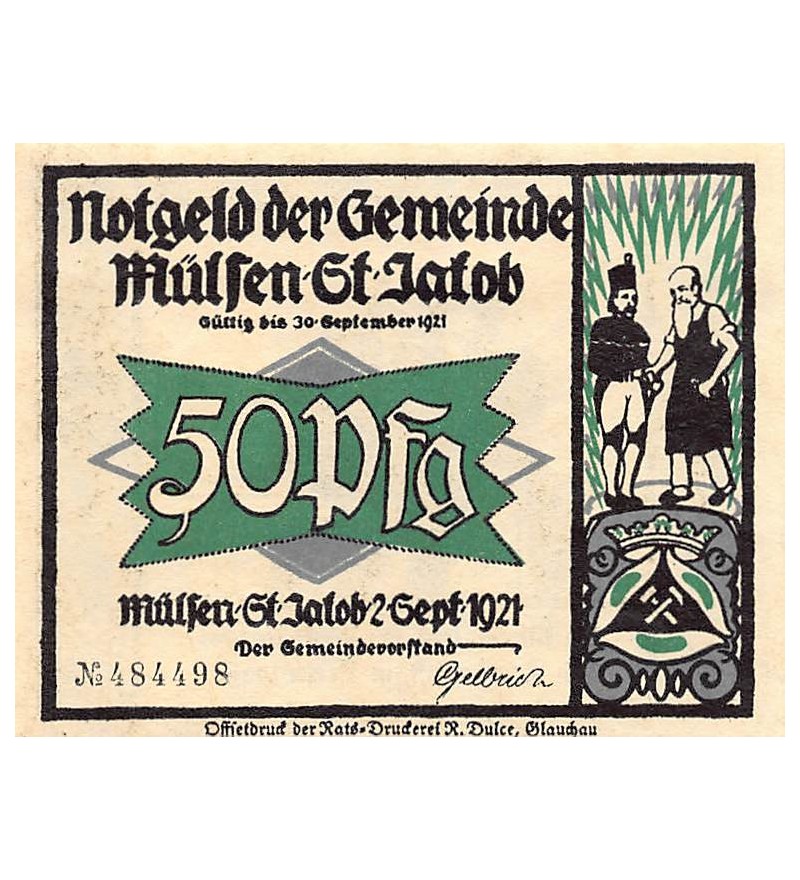 Notgeld der Gemeinde
Mülsen·St·Jakob
Gültig bis 30·September 1921
50 Pfg
Mülsen·St·Jakob 2·Sept·1921
Der Gemeindevorstand
№ 484498
Gelbrich
Offsetdruck der Rats-Druckerei R. Dulce, Glauchau